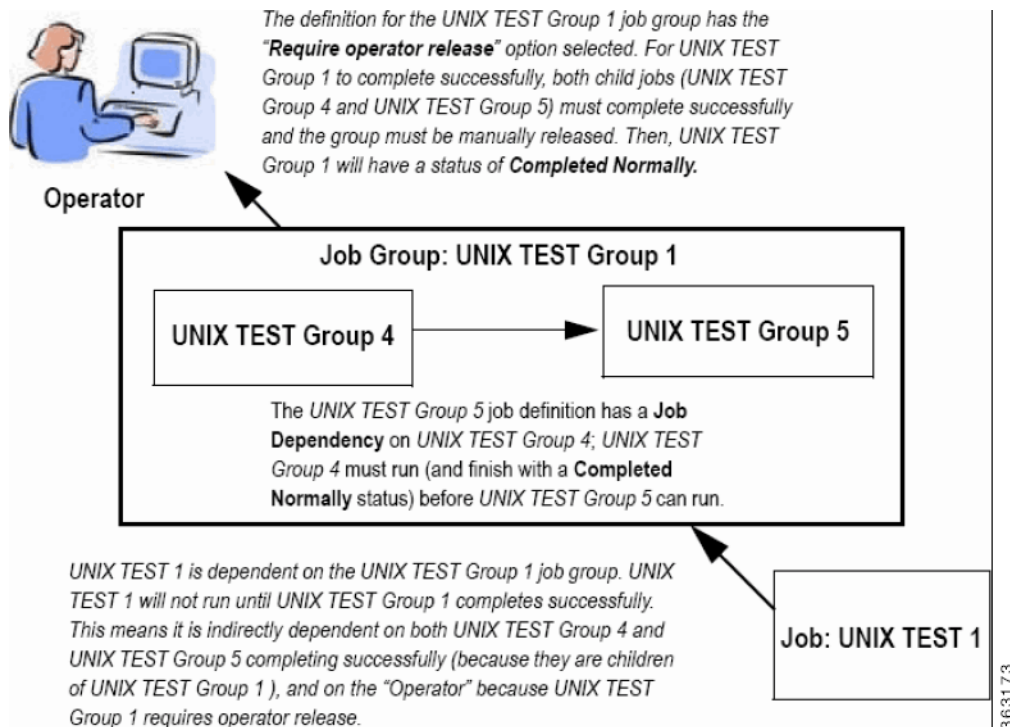 The definition for the UNIX TEST Group 1 job group has the
"Require operator release" option selected. For UNIX TEST
Group 1 to complete successfully, both child jobs (UNIX TEST
Group 4 and UNIX TEST Group 5) must complete successfully
and the group must be manually released. Then, UNIX TEST
Group 1 will have a status of Completed Normally.
Operator
Job Group: UNIX TEST Group 1
UNIX TEST Group 4
UNIX TEST Group 5
The UNIX TEST Group 5 job definition has a Job
Dependency on UNIX TEST Group 4; UNIX TEST
Group 4 must run (and finish with a Completed
Normally status) before UNIX TEST Group 5 can run.
UNIX TEST 1 is dependent on the UNIX TEST Group 1 job group. UNIX
TEST 1 will not run until UNIX TEST Group 1 completes successfully.
This means it is indirectly dependent on both UNIX TEST Group 4 and
UNIX TEST Group 5 completing successfully (because they are children
of UNIX TEST Group 1 ), and on the "Operator" because UNIX TEST
Group 1 requires operator release.
Job: UNIX TEST 1
363173